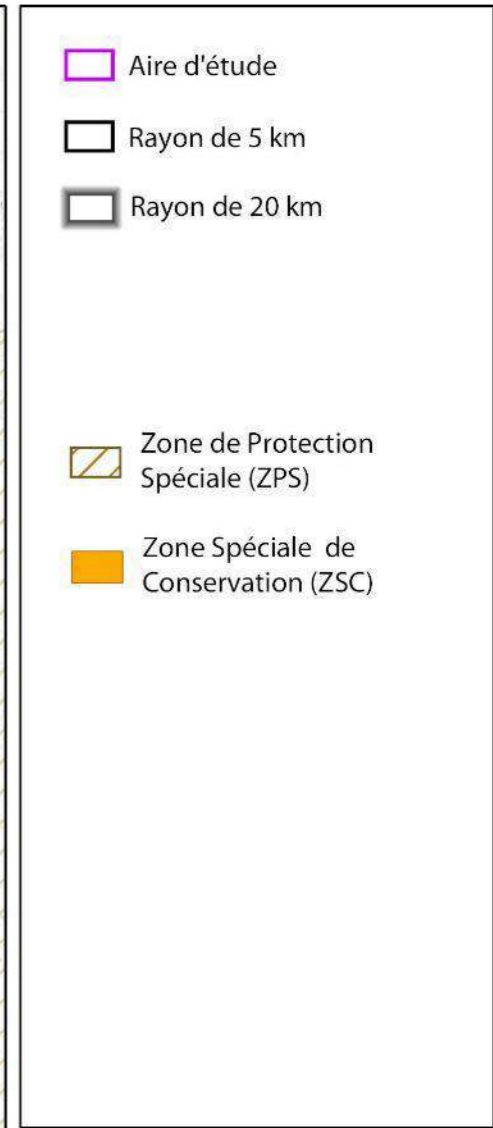 Aire d'étude
Rayon de 5 km
Rayon de 20 km
Zone de Protection
Spéciale (ZPS)
Zone Spéciale de
Conservation (ZSC)